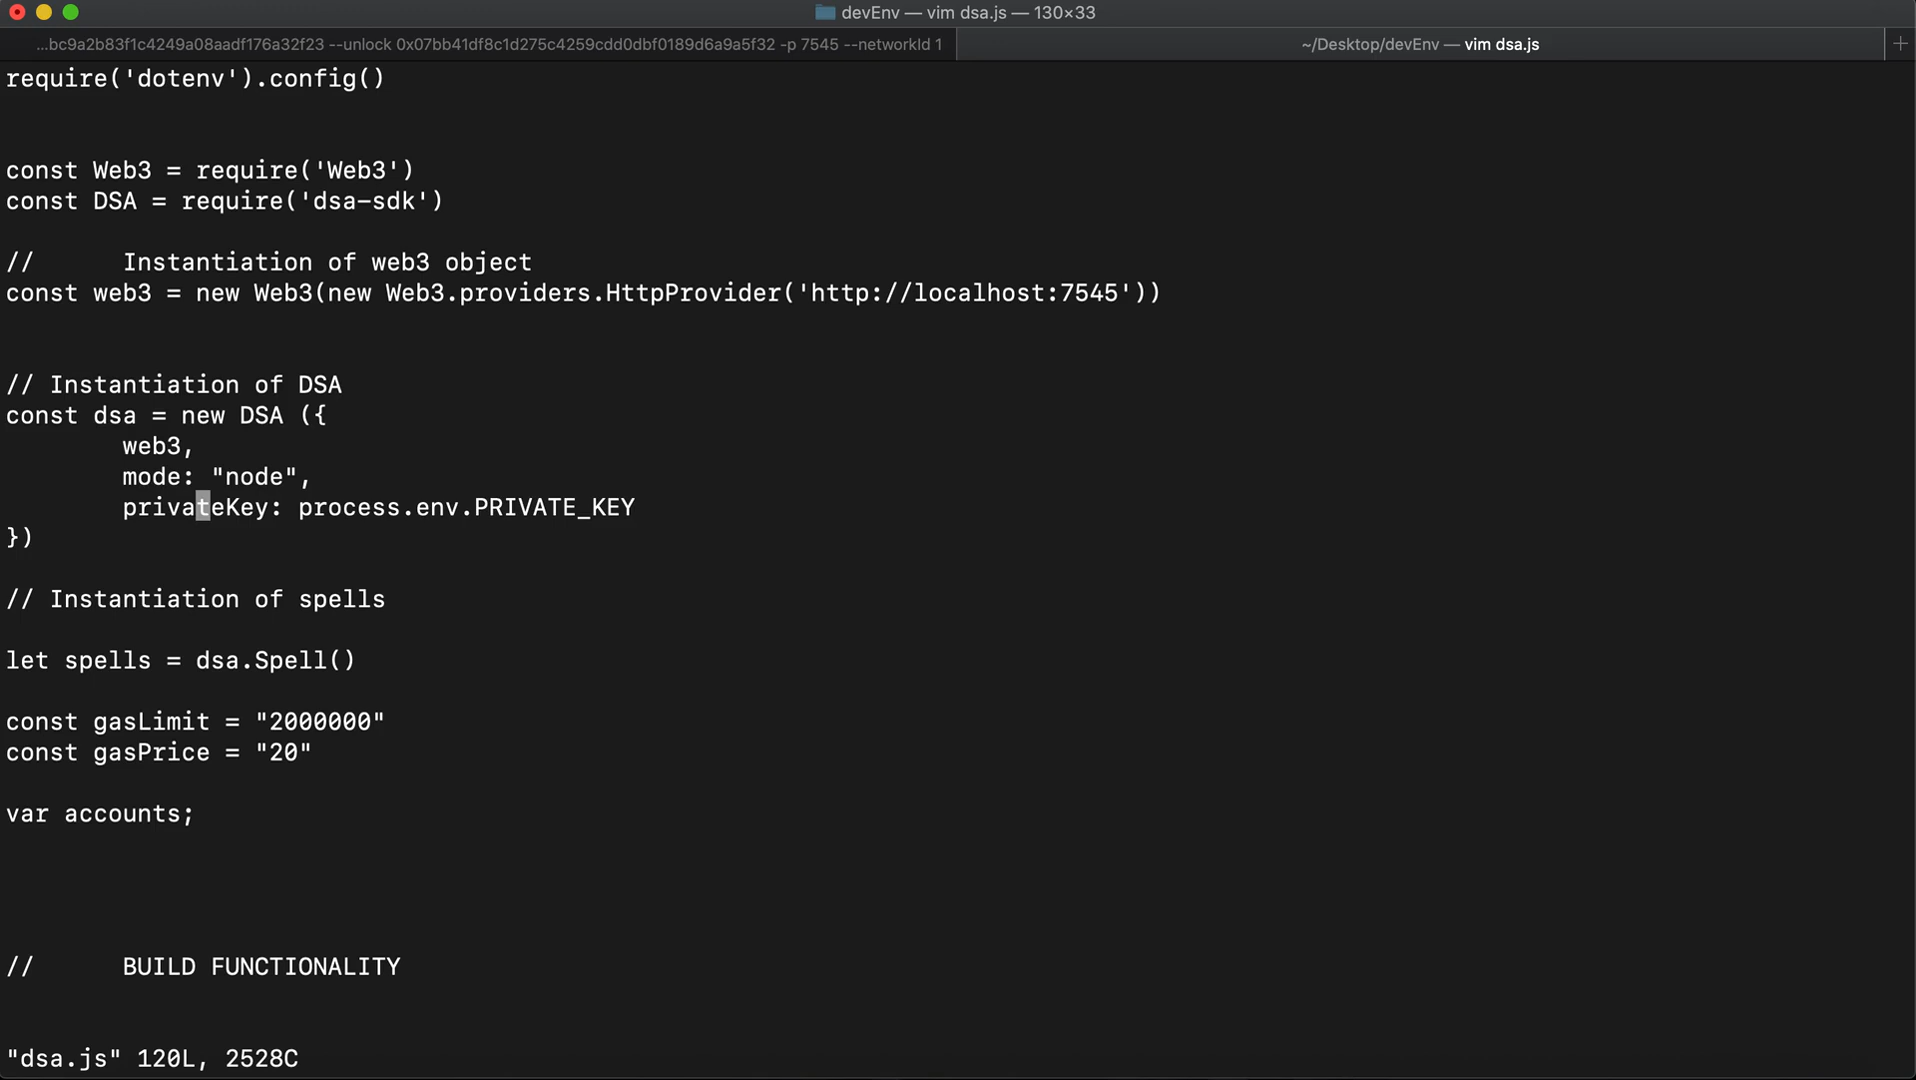 devEnv — vim dsa.js — 130×33
...bc9a2b83f1c4249a08aadf176a32f23 --unlock 0x07bb41df8c1d275c4259cdd0dbf0189d6a9a5f32 -p 7545 --networkId 1
~/Desktop/devEnv — vim dsa.js
require('dotenv').config()
const Web3 = require('Web3')
const DSA = require('dsa-sdk')
//      Instantiation of web3 object
const web3 = new Web3(new Web3.providers.HttpProvider('http://localhost:7545'))
// Instantiation of DSA
const dsa = new DSA ({
        web3,
        mode: "node",
        privateKey: process.env.PRIVATE_KEY
})
// Instantiation of spells
let spells = dsa.Spell()
const gasLimit = "2000000"
const gasPrice = "20"
var accounts;
//      BUILD FUNCTIONALITY
"dsa.js" 120L, 2528C